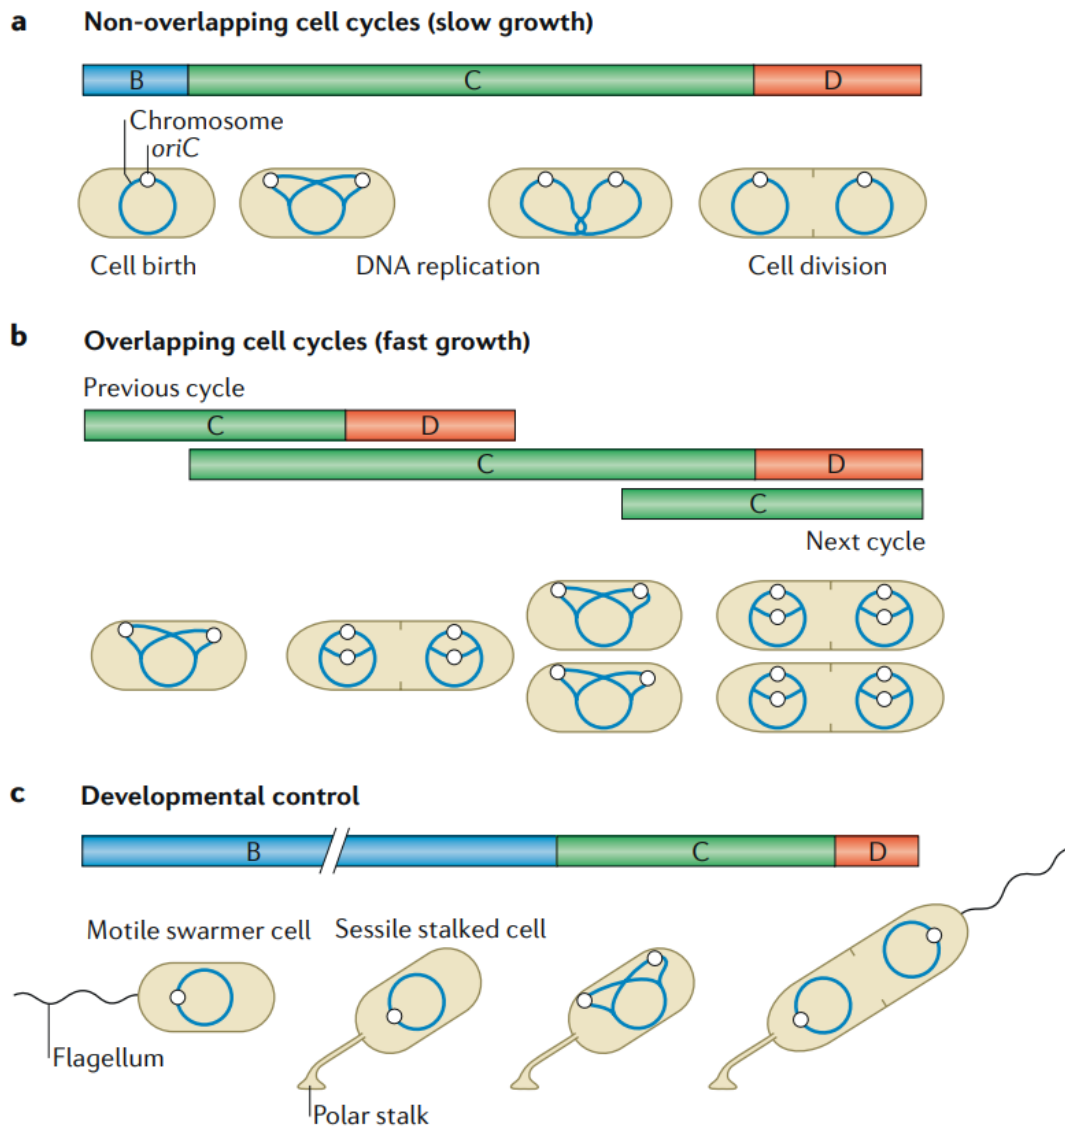 a Non-overlapping cell cycles (slow growth)
B C D
Chromosome
oriC
Cell birth DNA replication Cell division
b Overlapping cell cycles (fast growth)
Previous cycle
C D
C D
C
Next cycle
c Developmental control
B C D
Motile swarmer cell Sessile stalked cell
Flagellum
Polar stalk